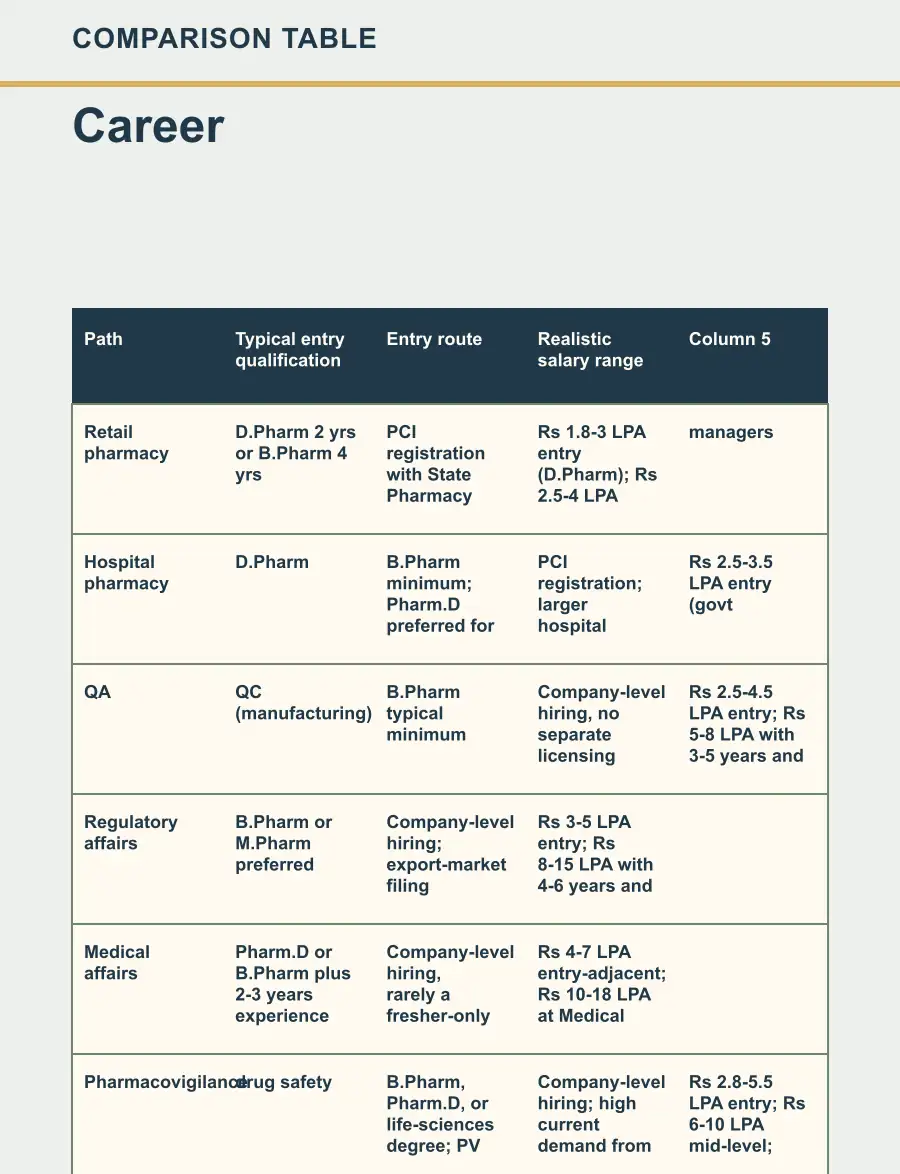 COMPARISON TABLE
Career
Path
Typical entry
qualification
Entry route
Realistic
salary range
Column 5
Retail
pharmacy
D.Pharm 2 yrs
or B.Pharm 4
yrs
PCI
registration
with State
Pharmacy
Rs 1.8-3 LPA
entry
(D.Pharm); Rs
2.5-4 LPA
managers
Hospital
pharmacy
D.Pharm
B.Pharm
minimum;
Pharm.D
preferred for
PCI
registration;
larger
hospital
Rs 2.5-3.5
LPA entry
(govt
QA
QC
(manufacturing)
B.Pharm
typical
minimum
Company-level
hiring, no
separate
licensing
Rs 2.5-4.5
LPA entry; Rs
5-8 LPA with
3-5 years and
Regulatory
affairs
B.Pharm or
M.Pharm
preferred
Company-level
hiring;
export-market
filing
Rs 3-5 LPA
entry; Rs
8-15 LPA with
4-6 years and
Medical
affairs
Pharm.D or
B.Pharm plus
2-3 years
experience
Company-level
hiring,
rarely a
fresher-only
Rs 4-7 LPA
entry-adjacent;
Rs 10-18 LPA
at Medical
Pharmacovigilance
drug safety
B.Pharm,
Pharm.D, or
life-sciences
degree; PV
Company-level
hiring; high
current
demand from
Rs 2.8-5.5
LPA entry; Rs
6-10 LPA
mid-level;